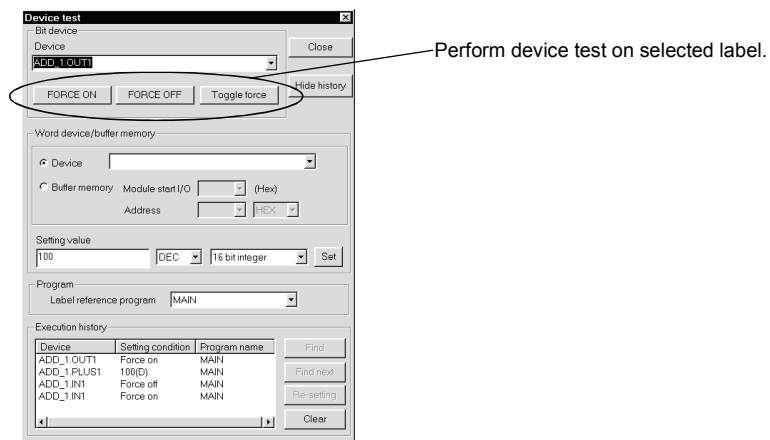 Device test
Bit device
Device
Close
ADD_1.OUT1
Perform device test on selected label.
FORCE ON FORCE OFF Toggle force Hide history
Word device/buffer memory
Device
Buffer memory Module start I/O (Hex)
Address HEX
Setting value
100 DEC 16 bit integer Set
Program
Label reference program MAIN
Execution history
Device Setting condition Program name Find
ADD_1.OUT1 Force on MAIN
ADD_1.PLUS1 100(D) MAIN Find next
ADD_1.IN1 Force off MAIN
ADD_1.IN1 Force on MAIN Re-setting
Clear